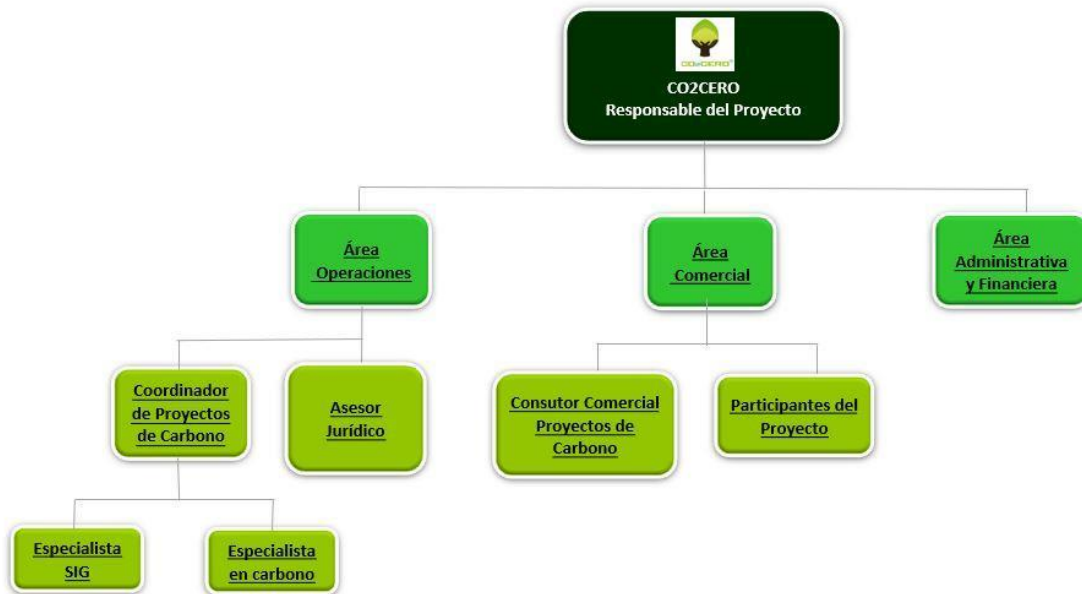 CO2CERO®
CO2CERO
Responsable del Proyecto
Área
Operaciones
Área
Comercial
Área
Administrativa
y Financiera
Coordinador
de Proyectos
de Carbono
Asesor
Jurídico
Consutor Comercial
Proyectos de
Carbono
Participantes del
Proyecto
Especialista
SIG
Especialista
en carbono